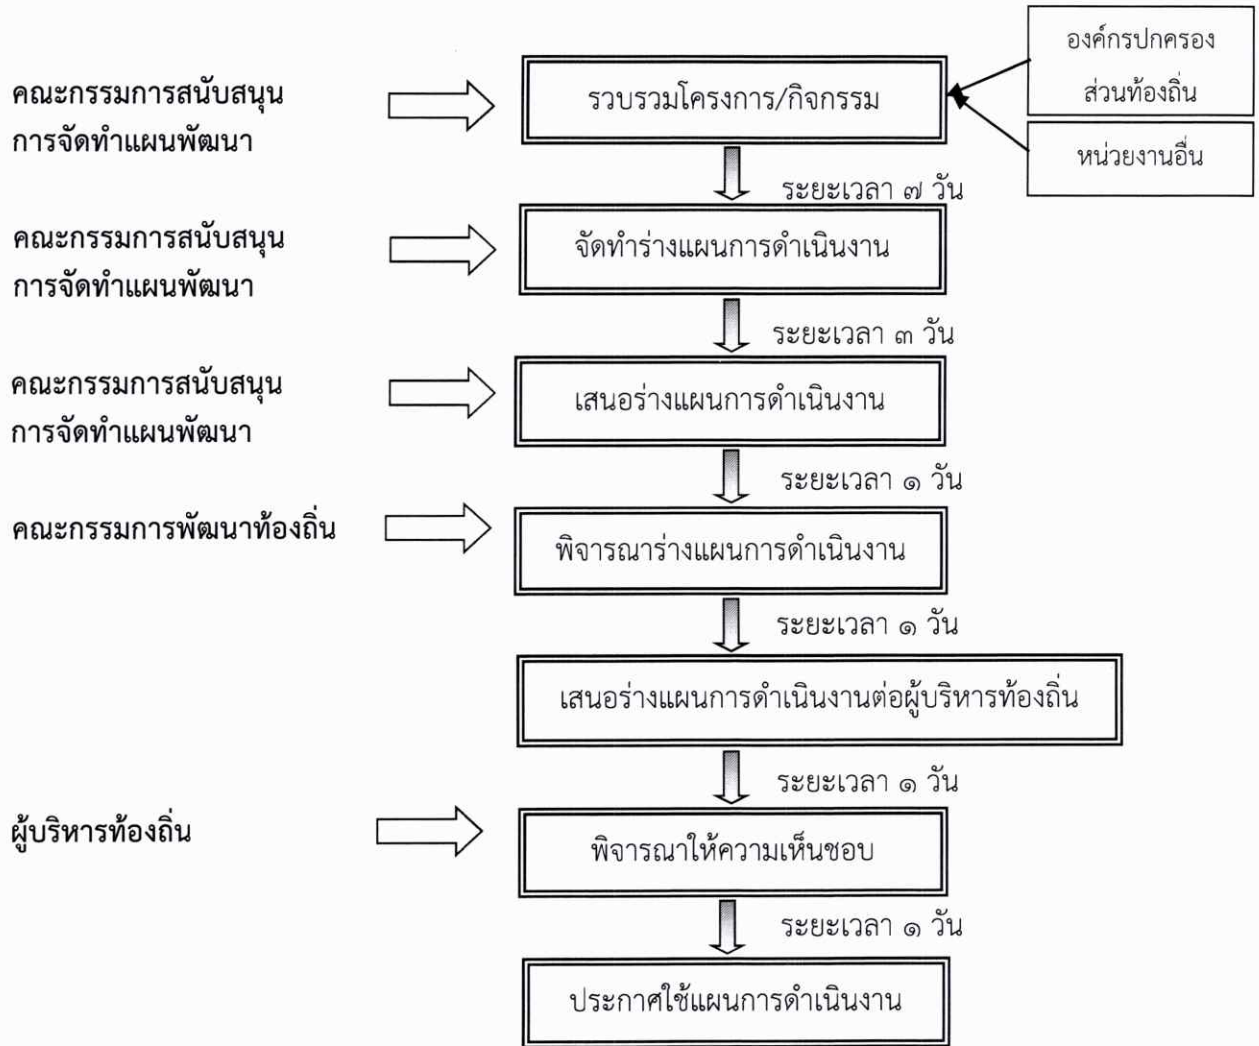 องค์กรปกครอง
ส่วนท้องถิ่น
หน่วยงานอื่น
คณะกรรมการสนับสนุน
การจัดทำแผนพัฒนา
รวบรวมโครงการ/กิจกรรม
ระยะเวลา ๗ วัน
คณะกรรมการสนับสนุน
การจัดทำแผนพัฒนา
จัดทำร่างแผนการดำเนินงาน
ระยะเวลา ๓ วัน
คณะกรรมการสนับสนุน
การจัดทำแผนพัฒนา
เสนอร่างแผนการดำเนินงาน
ระยะเวลา ๑ วัน
คณะกรรมการพัฒนาท้องถิ่น
พิจารณาร่างแผนการดำเนินงาน
ระยะเวลา ๑ วัน
เสนอร่างแผนการดำเนินงานต่อผู้บริหารท้องถิ่น
ระยะเวลา ๑ วัน
ผู้บริหารท้องถิ่น
พิจารณาให้ความเห็นชอบ
ระยะเวลา ๑ วัน
ประกาศใช้แผนการดำเนินงาน